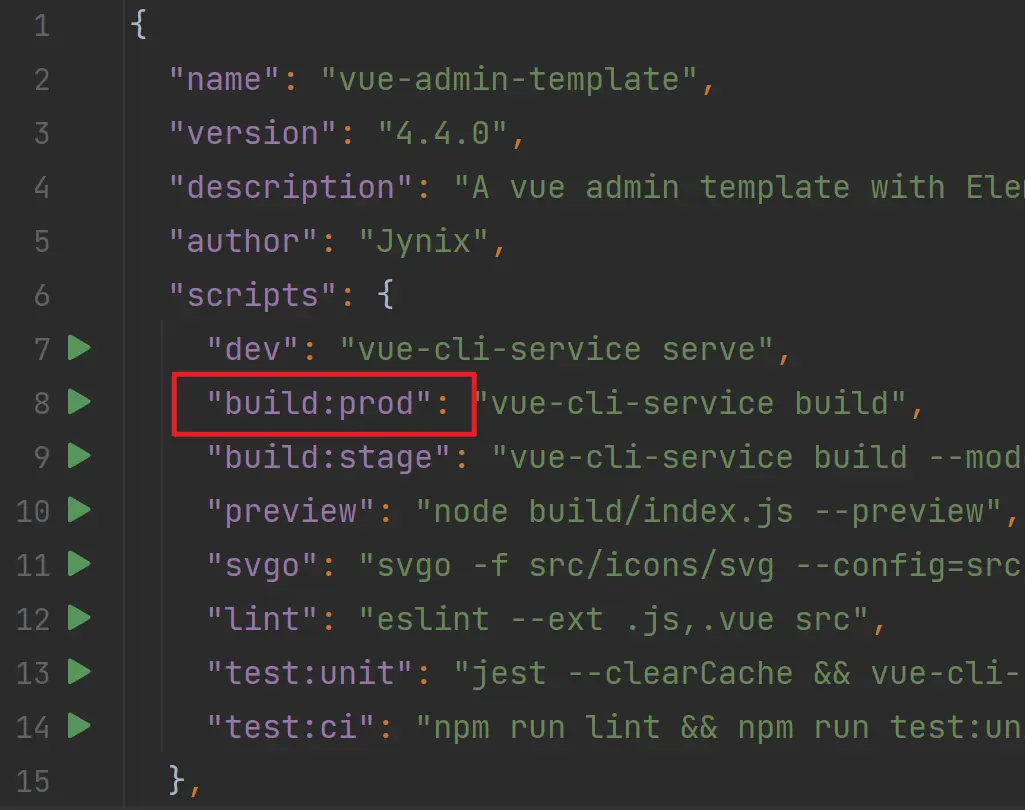 1 {
2 "name": "vue-admin-template",
3 "version": "4.4.0",
4 "description": "A vue admin template with
5 "author": "Jynix",
6 "scripts": {
7 "dev": "vue-cli-service serve",
8 "build:prod": "vue-cli-service build",
9 "build:stage": "vue-cli-service build
10 "preview": "node build/index.js --preview",
11 "svgo": "svgo -f src/icons/svg --config=src
12 "lint": "eslint --ext .js,.vue src",
13 "test:unit": "jest --clearCache && vue-cli-
14 "test:ci": "npm run lint && npm run
15 },